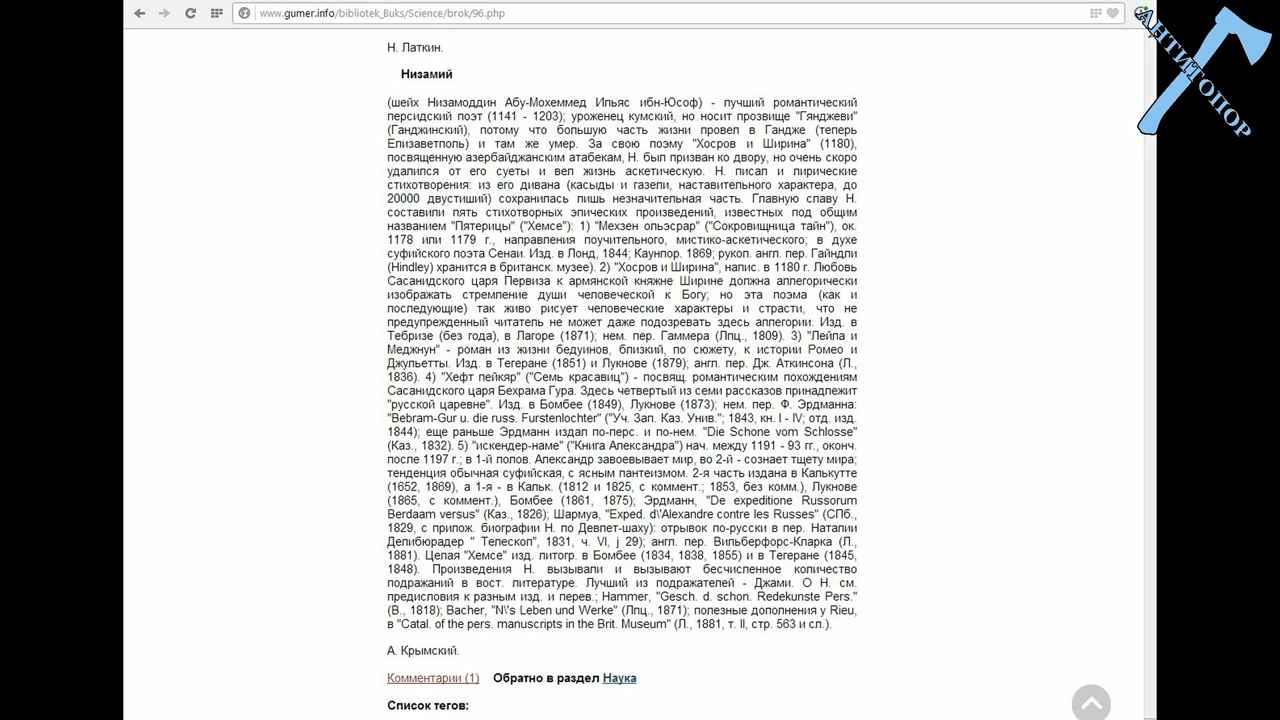 www.gumer.info/bibliotek_Buks/Science/brok/96.php
АНТИТОПОР
Н. Латкин.
Низамий
(шейх Низамоддин Абу-Мохеммед Ильяс ибн-Юсоф) - лучший романтический
персидский поэт (1141 - 1203); уроженец кумский, но носит прозвище "Гянджеви"
(Ганджинский), потому что большую часть жизни провел в Гандже (теперь
Елизаветполь) и там же умер. За свою поэму "Хосров и Ширина" (1180),
посвященную азербайджанским атабекам, Н. был призван ко двору, но очень скоро
удалился от его суеты и вел жизнь аскетическую. Н. писал и лирические
стихотворения: из его дивана (касыды и газели, наставительного характера, до
20000 двустиший) сохранилась лишь незначительная часть. Главную славу Н.
составили пять стихотворных эпических произведений, известных под общим
названием "Пятерицы" ("Хемсе"): 1) "Мехзен ольэсрар" ("Сокровищница тайн"), ок.
1178 или 1179 г., направления поучительного, мистико-аскетического; в духе
суфийского поэта Сенаи. Изд. в Лонд, 1844; Каунпор. 1869; рукоп. англ. пер. Гайндли
(Hindley) хранится в британск. музее). 2) "Хосров и Ширина", напис. в 1180 г. Любовь
Сасанидского царя Первиза к армянской княжне Ширине должна аллегорически
изображать стремление души человеческой к Богу; но эта поэма (как и
последующие) так живо рисует человеческие характеры и страсти, что не
предупрежденный читатель не может даже подозревать здесь аллегории. Изд. в
Тебризе (без года), в Лагоре (1871); нем. пер. Гаммера (Лпц., 1809). 3) "Лейла и
Меджнун" - роман из жизни бедуинов, близкий, по сюжету, к истории Ромео и
Джульетты. Изд. в Тегеране (1851) и Лукнове (1879); англ. пер. Дж. Аткинсона (Л.,
1836). 4) "Хефт пейкяр" ("Семь красавиц") - посвящ. романтическим похождениям
Сасанидского царя Бехрама Гура. Здесь четвертый из семи рассказов принадлежит
"русской царевне". Изд. в Бомбее (1849), Лукнове (1873); нем. пер. Ф. Эрдманна:
"Bebram-Gur u. die russ. Furstenlochter" ("Уч. Зап. Каз. Унив."; 1843, кн. I - IV; отд. изд.
1844); еще раньше Эрдманн издал по-перс. и по-нем. "Die Schone vom Schlosse"
(Каз., 1832). 5) "искендер-наме" ("Книга Александра") нач. между 1191 - 93 гг., оконч.
после 1197 г.; в 1-й полов. Александр завоевывает мир, во 2-й - сознает тщету мира;
тенденция обычная суфийская, с ясным пантеизмом. 2-я часть издана в Калькутте
(1652, 1869), а 1-я - в Кальк. (1812 и 1825, с коммент.; 1853, без комм.), Лукнове
(1865, с коммент.), Бомбее (1861, 1875); Эрдманн, "De expeditione Russorum
Berdaam versus" (Каз., 1826); Шармуа, "Exped. d\'Alexandre contre les Russes" (СПб.,
1829, с прилож. биографии Н. по Девлет-шаху): отрывок по-русски в пер. Наталии
Делибюрадер " Телескоп", 1831, ч. VI, j 29); англ. пер. Вильберфорс-Кларка (Л.,
1881). Целая "Хемсе" изд. литогр. в Бомбее (1834, 1838, 1855) и в Тегеране (1845,
1848). Произведения Н. вызывали и вызывают бесчисленное количество
подражаний в вост. литературе. Лучший из подражателей - Джами. О Н. см.
предисловия к разным изд. и перев.; Hammer, "Gesch. d. schon. Redekunste Pers."
(В., 1818); Bacher, "N\'s Leben und Werke" (Лпц., 1871); полезные дополнения у Rieu,
в "Catal. of the pers. manuscripts in the Brit. Museum" (Л., 1881, т. II, стр. 563 и сл.).
А. Крымский.
Комментарии (1) Обратно в раздел Наука
Список тегов: